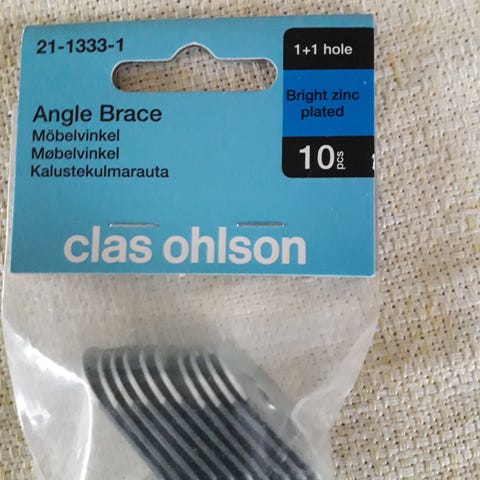 21-1333-1
1+1 hole
Bright zinc
plated
10 pcs
Angle Brace
Möbelvinkel
Møbelvinkel
Kalustekulmarauta
clas ohlson